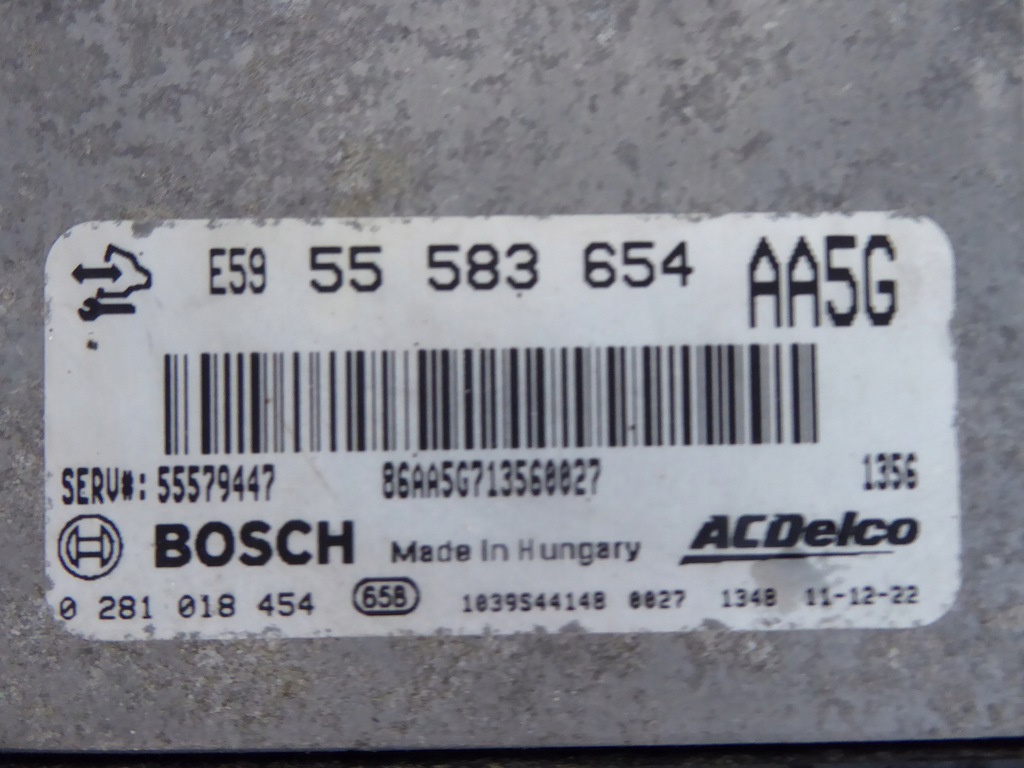 E59 55 583 654 AA5G
SERV#: 55579447 86AA5G713560027 1356
BOSCH Made in Hungary ACDelco
0 281 018 454 658 1039S44148 0027 1348 11-12-22